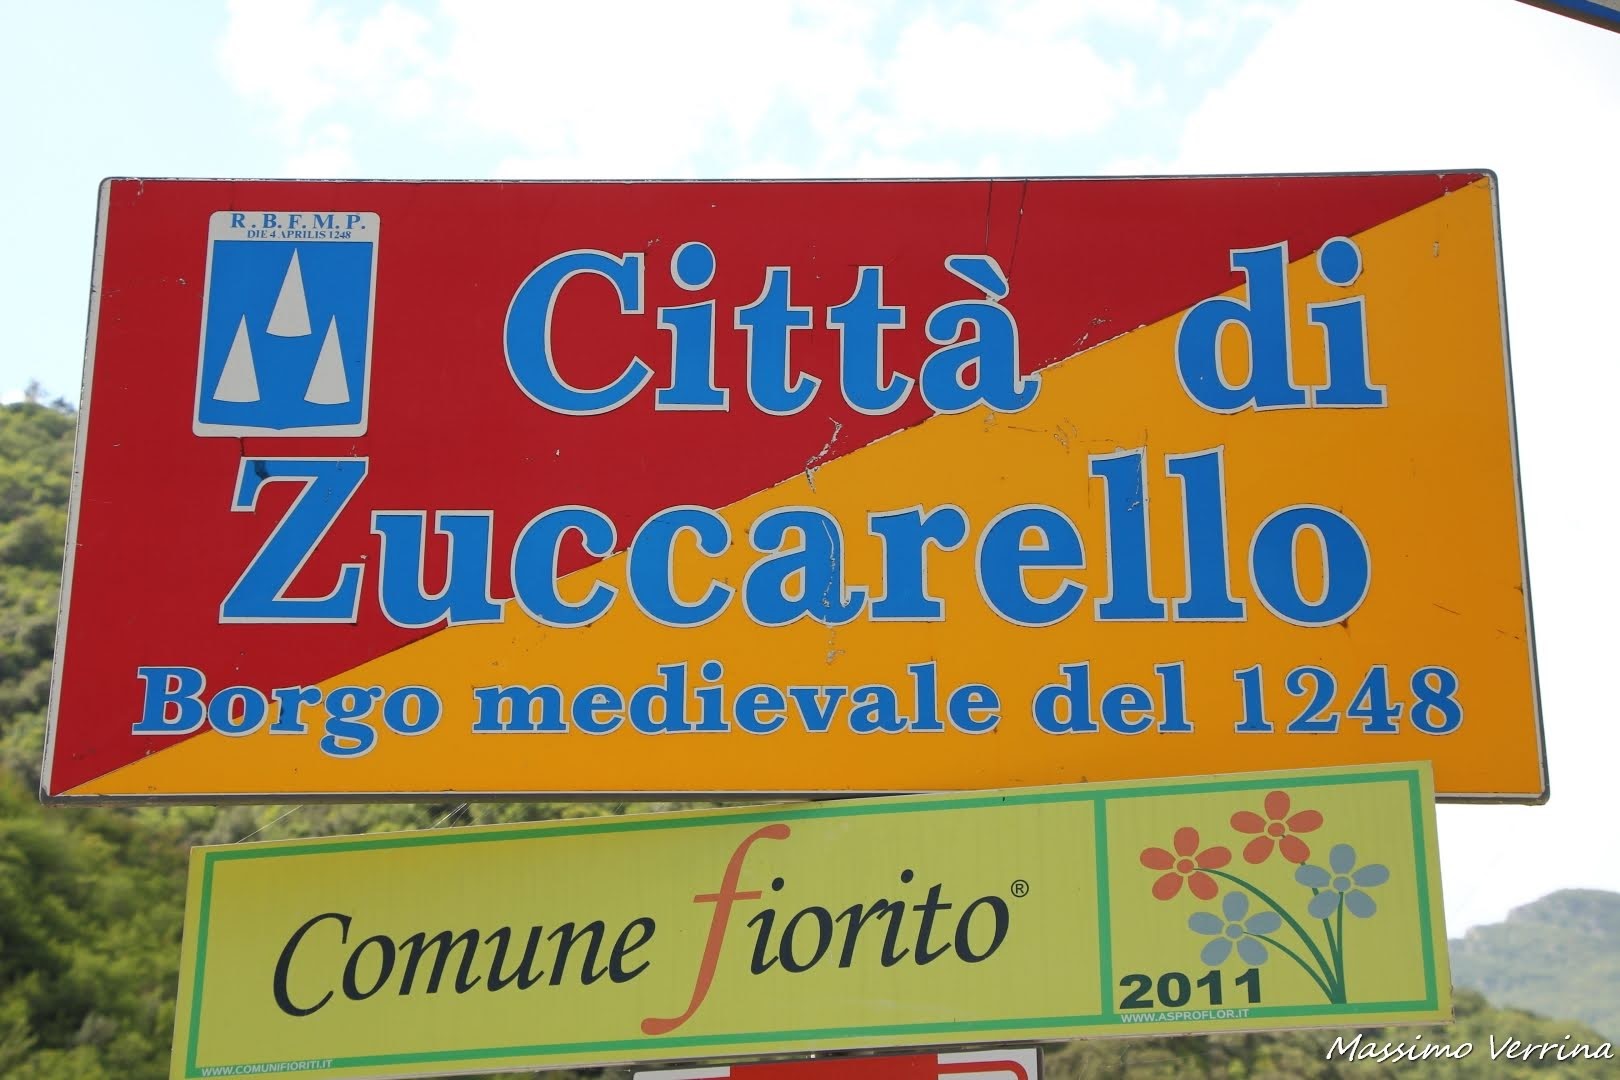 R.B.F.M.P.
DIE 4 APRILIS 1248
Città di
Zuccarello
Borgo medievale del 1248
Comune fiorito®
2011
WWW.ASPROFLOR.IT
WWW.COMUNIFIORITI.IT
Massimo Verrina